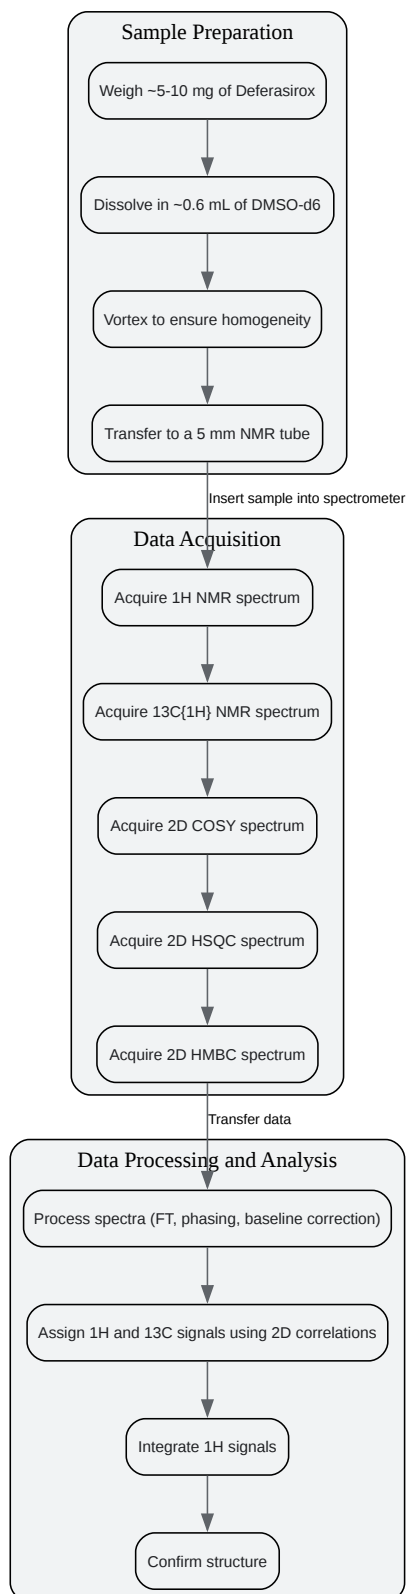 Sample Preparation
Weigh ~5-10 mg of Deferasirox
Dissolve in ~0.6 mL of DMSO-d6
Vortex to ensure homogeneity
Transfer to a 5 mm NMR tube
Insert sample into spectrometer
Data Acquisition
Acquire 1H NMR spectrum
Acquire 13C{1H} NMR spectrum
Acquire 2D COSY spectrum
Acquire 2D HSQC spectrum
Acquire 2D HMBC spectrum
Transfer data
Data Processing and Analysis
Process spectra (FT, phasing, baseline correction)
Assign 1H and 13C signals using 2D correlations
Integrate 1H signals
Confirm structure